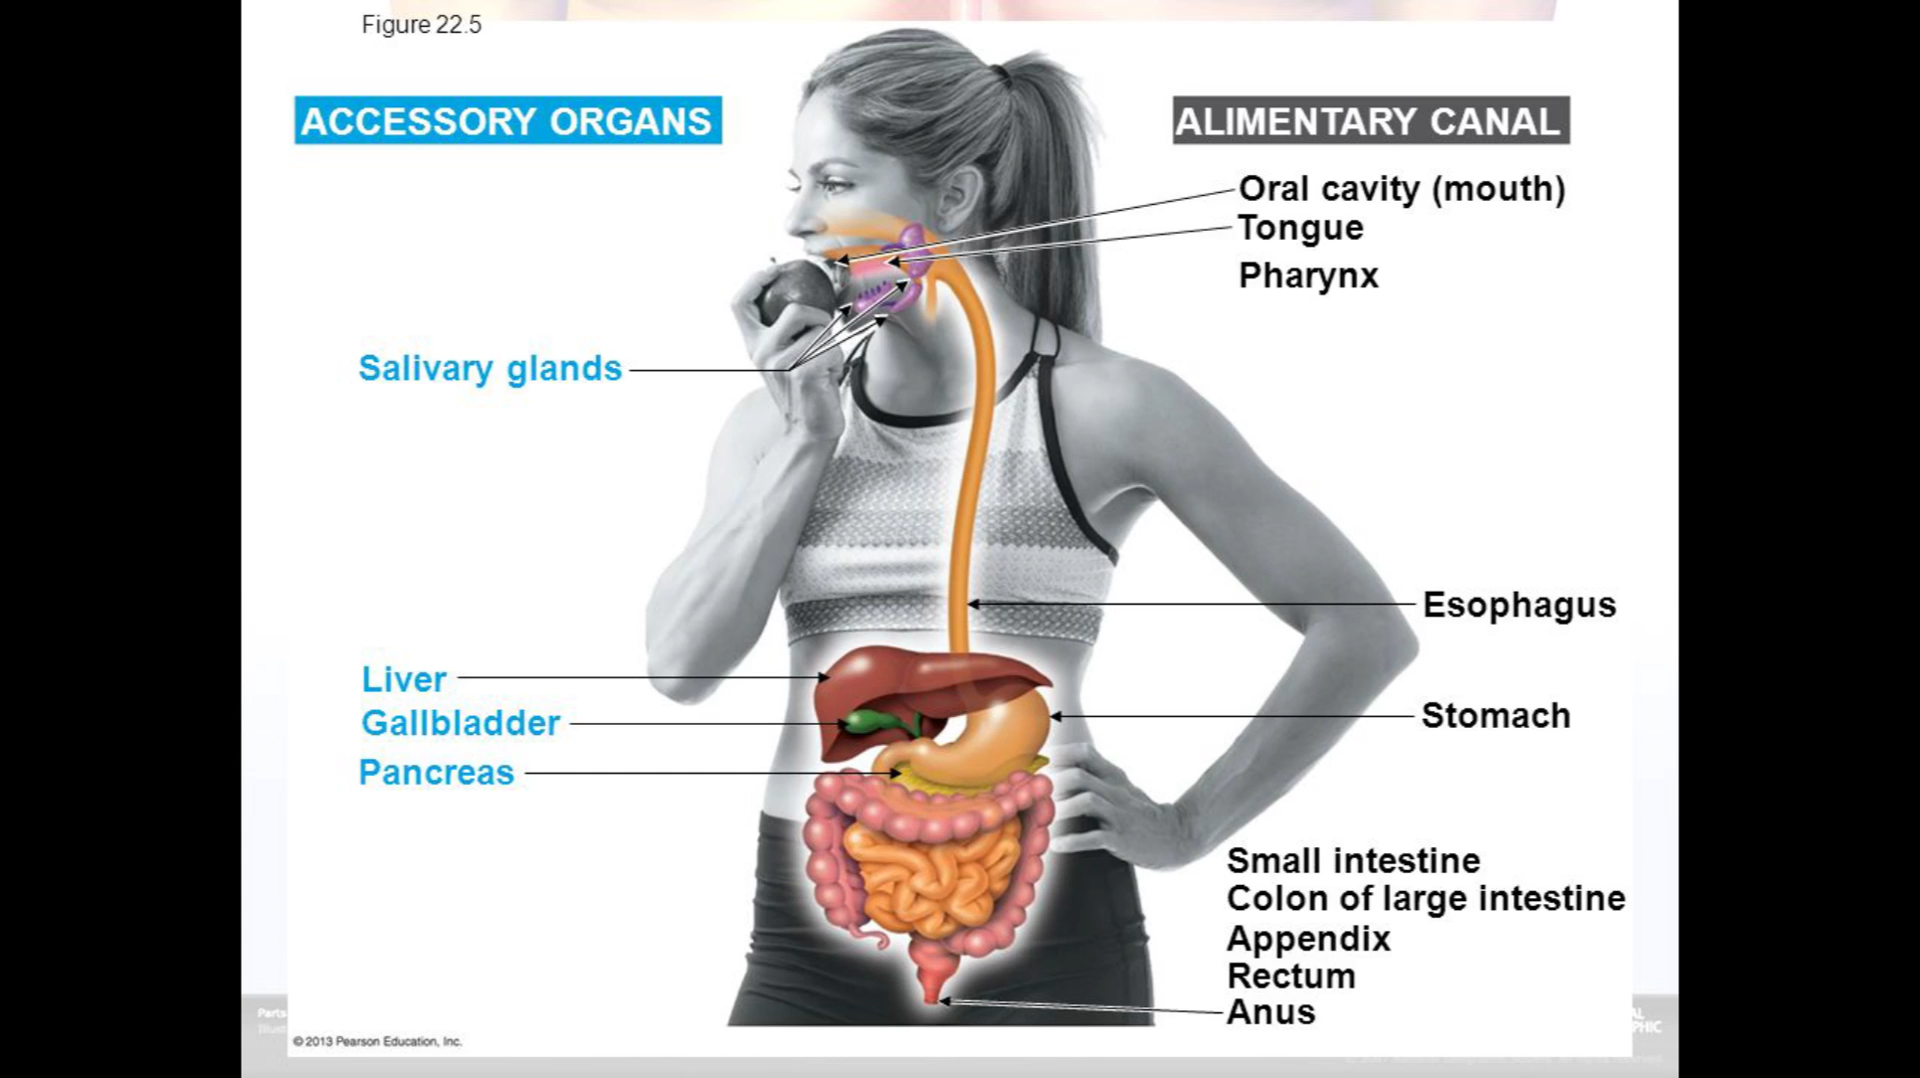 Figure 22.5
ACCESSORY ORGANS
ALIMENTARY CANAL
Oral cavity (mouth)
Tongue
Pharynx
Salivary glands
Esophagus
Liver
Gallbladder
Pancreas
Stomach
Small intestine
Colon of large intestine
Appendix
Rectum
Anus
Parts
© 2013 Pearson Education, Inc.